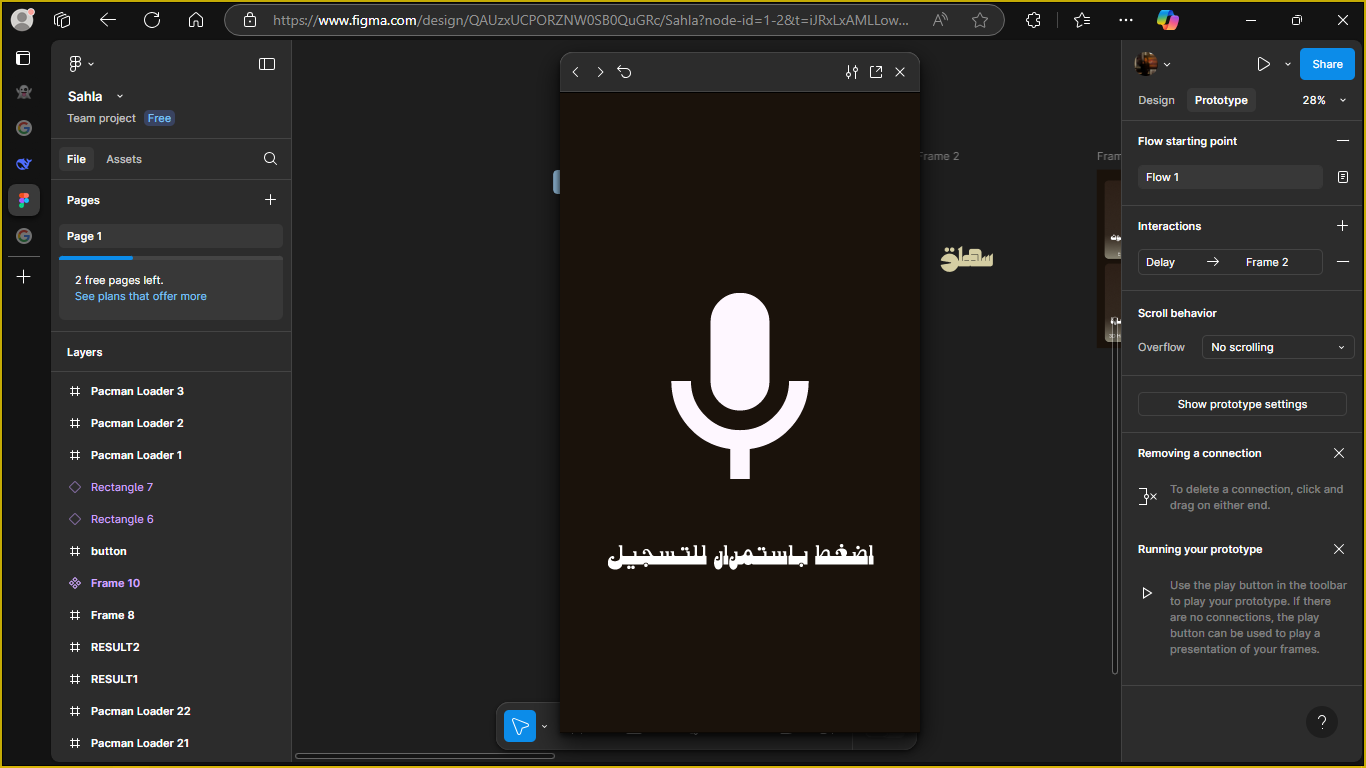 https://www.figma.com/design/QAUzxUCPORZNW0SB0QuGRc/Sahla?node-id=1-2&t=iJRxLxAMLLow...
Sahla
Team project Free
File Assets
Pages
Page 1
2 free pages left.
See plans that offer more
Layers
Pacman Loader 3
Pacman Loader 2
Pacman Loader 1
Rectangle 7
Rectangle 6
button
Frame 10
Frame 8
RESULT2
RESULT1
Pacman Loader 22
Pacman Loader 21
اضغط باستمرار للتسجيل
rame 2
Fram
سهلة
Share
Design Prototype 28%
Flow starting point
Flow 1
Interactions
Delay → Frame 2
Scroll behavior
Overflow No scrolling
Show prototype settings
Removing a connection
To delete a connection, click and
drag on either end.
Running your prototype
Use the play button in the toolbar
to play your prototype. If there
are no connections, the play
button can be used to play a
presentation of your frames.
?